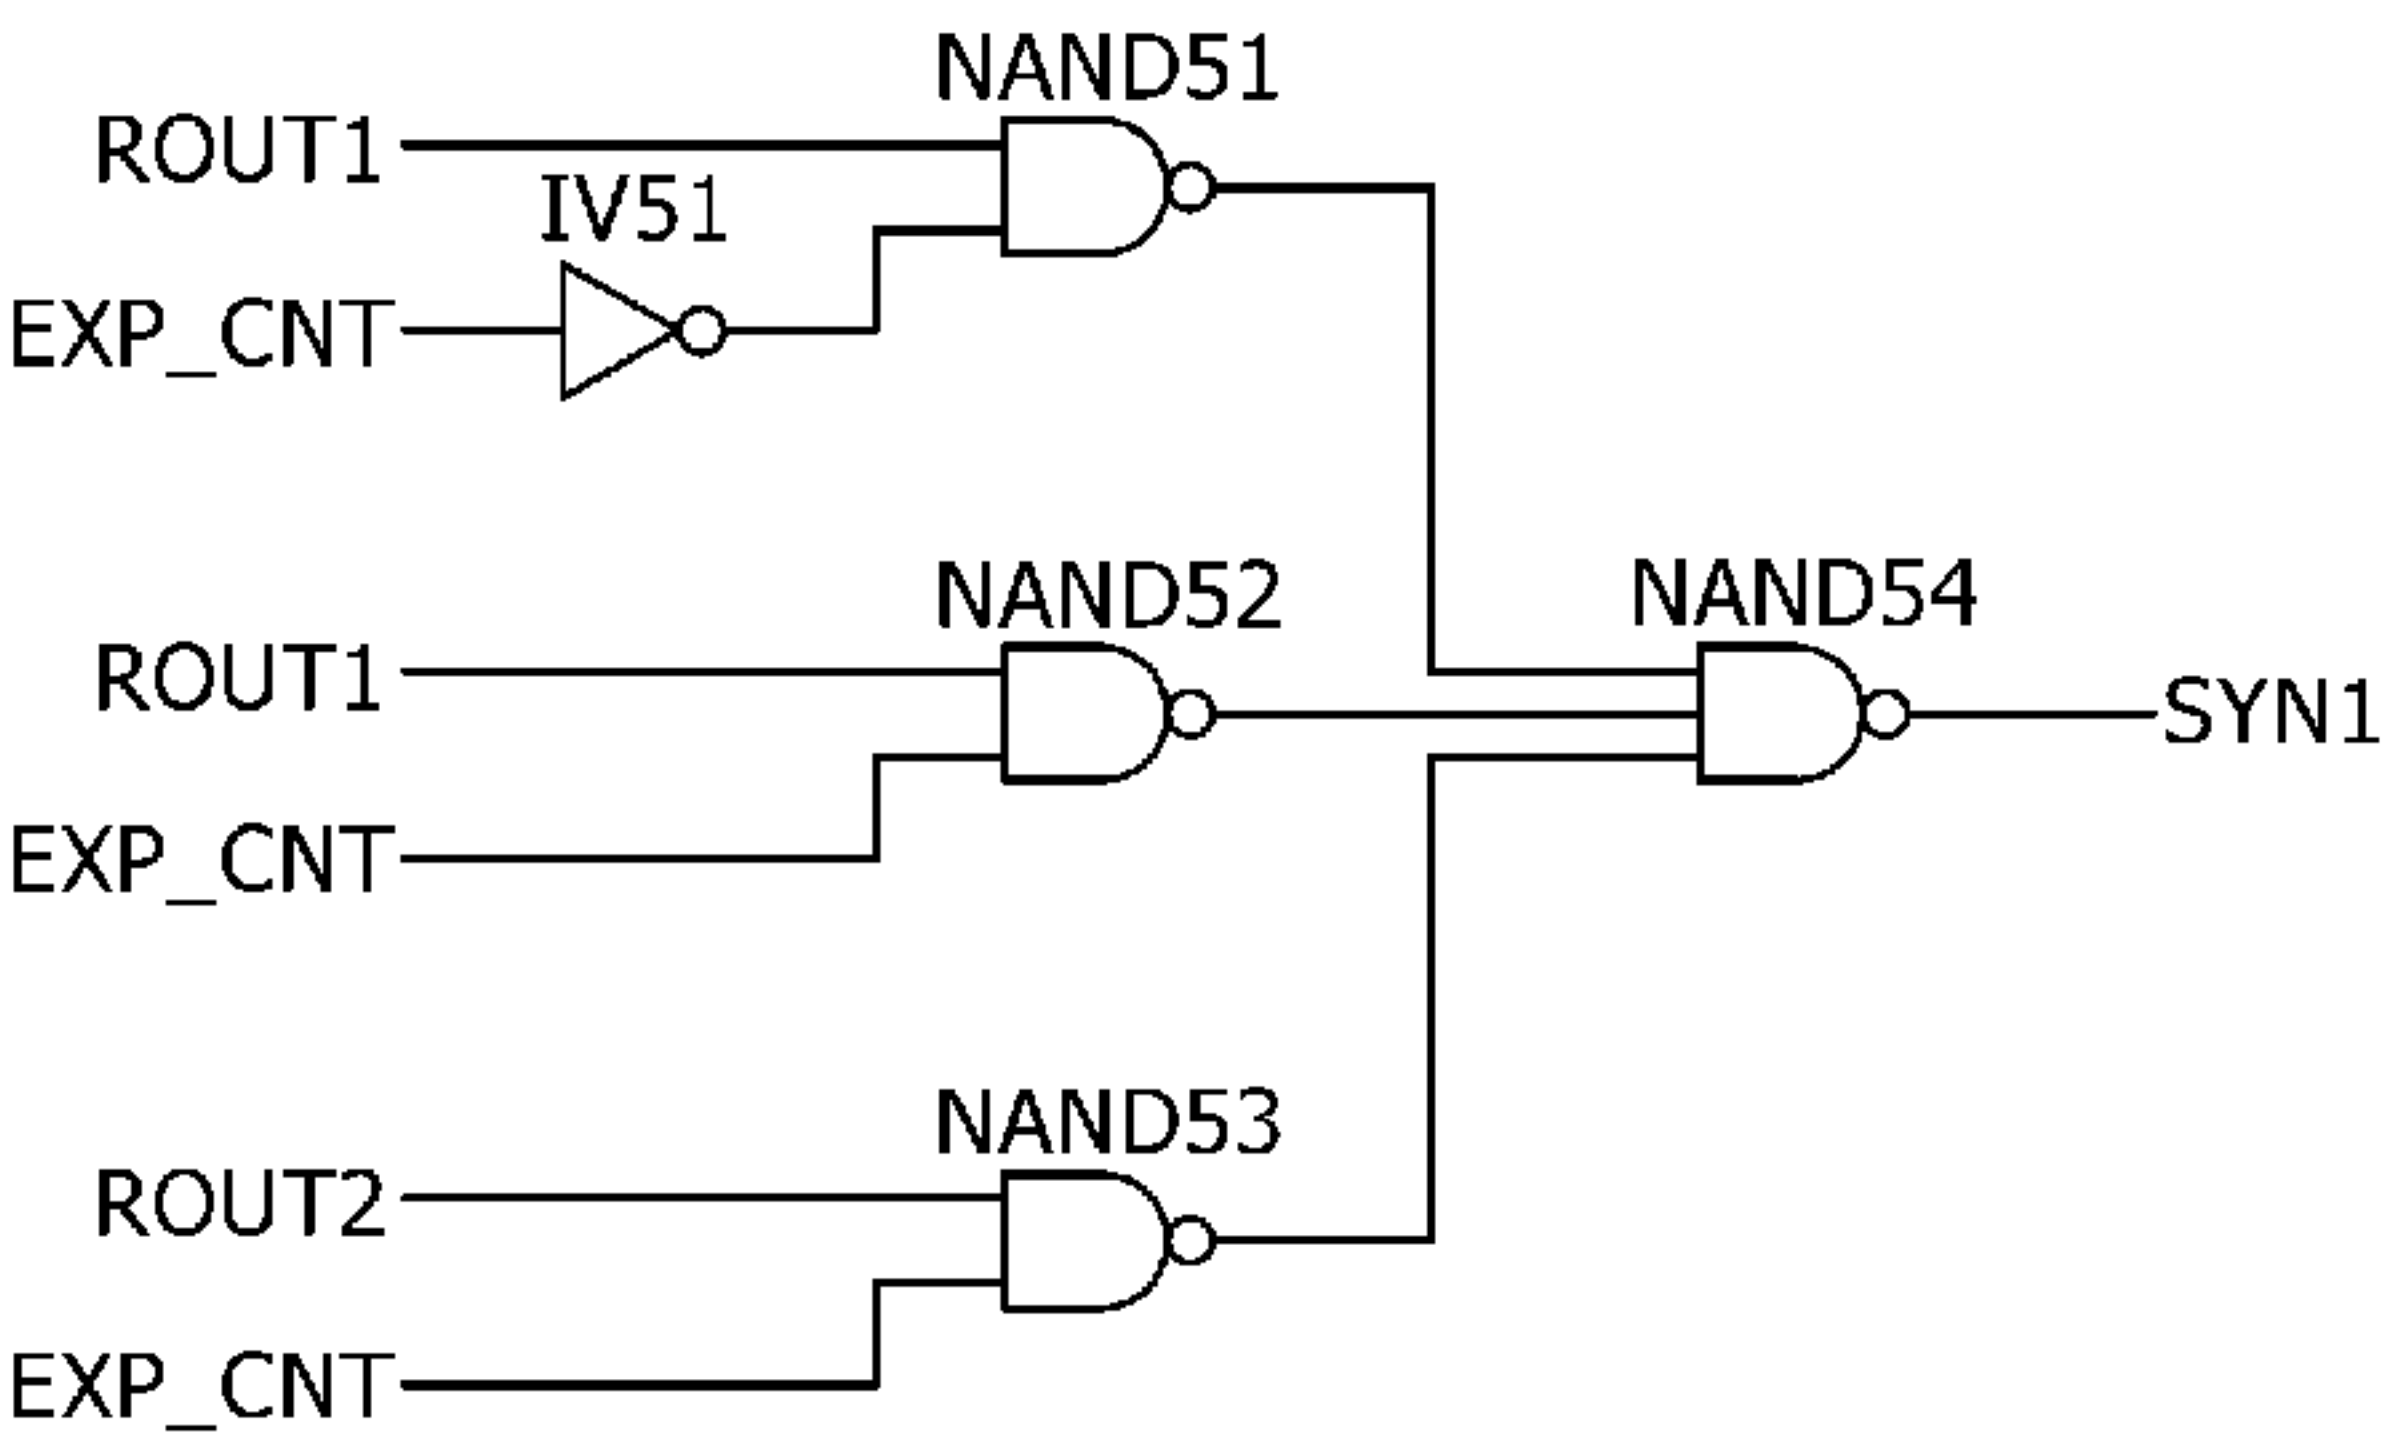 NAND51
ROUT1
IV51
EXP_CNT
NAND52
NAND54
ROUT1
SYN1
EXP_CNT
NAND53
ROUT2
EXP_CNT